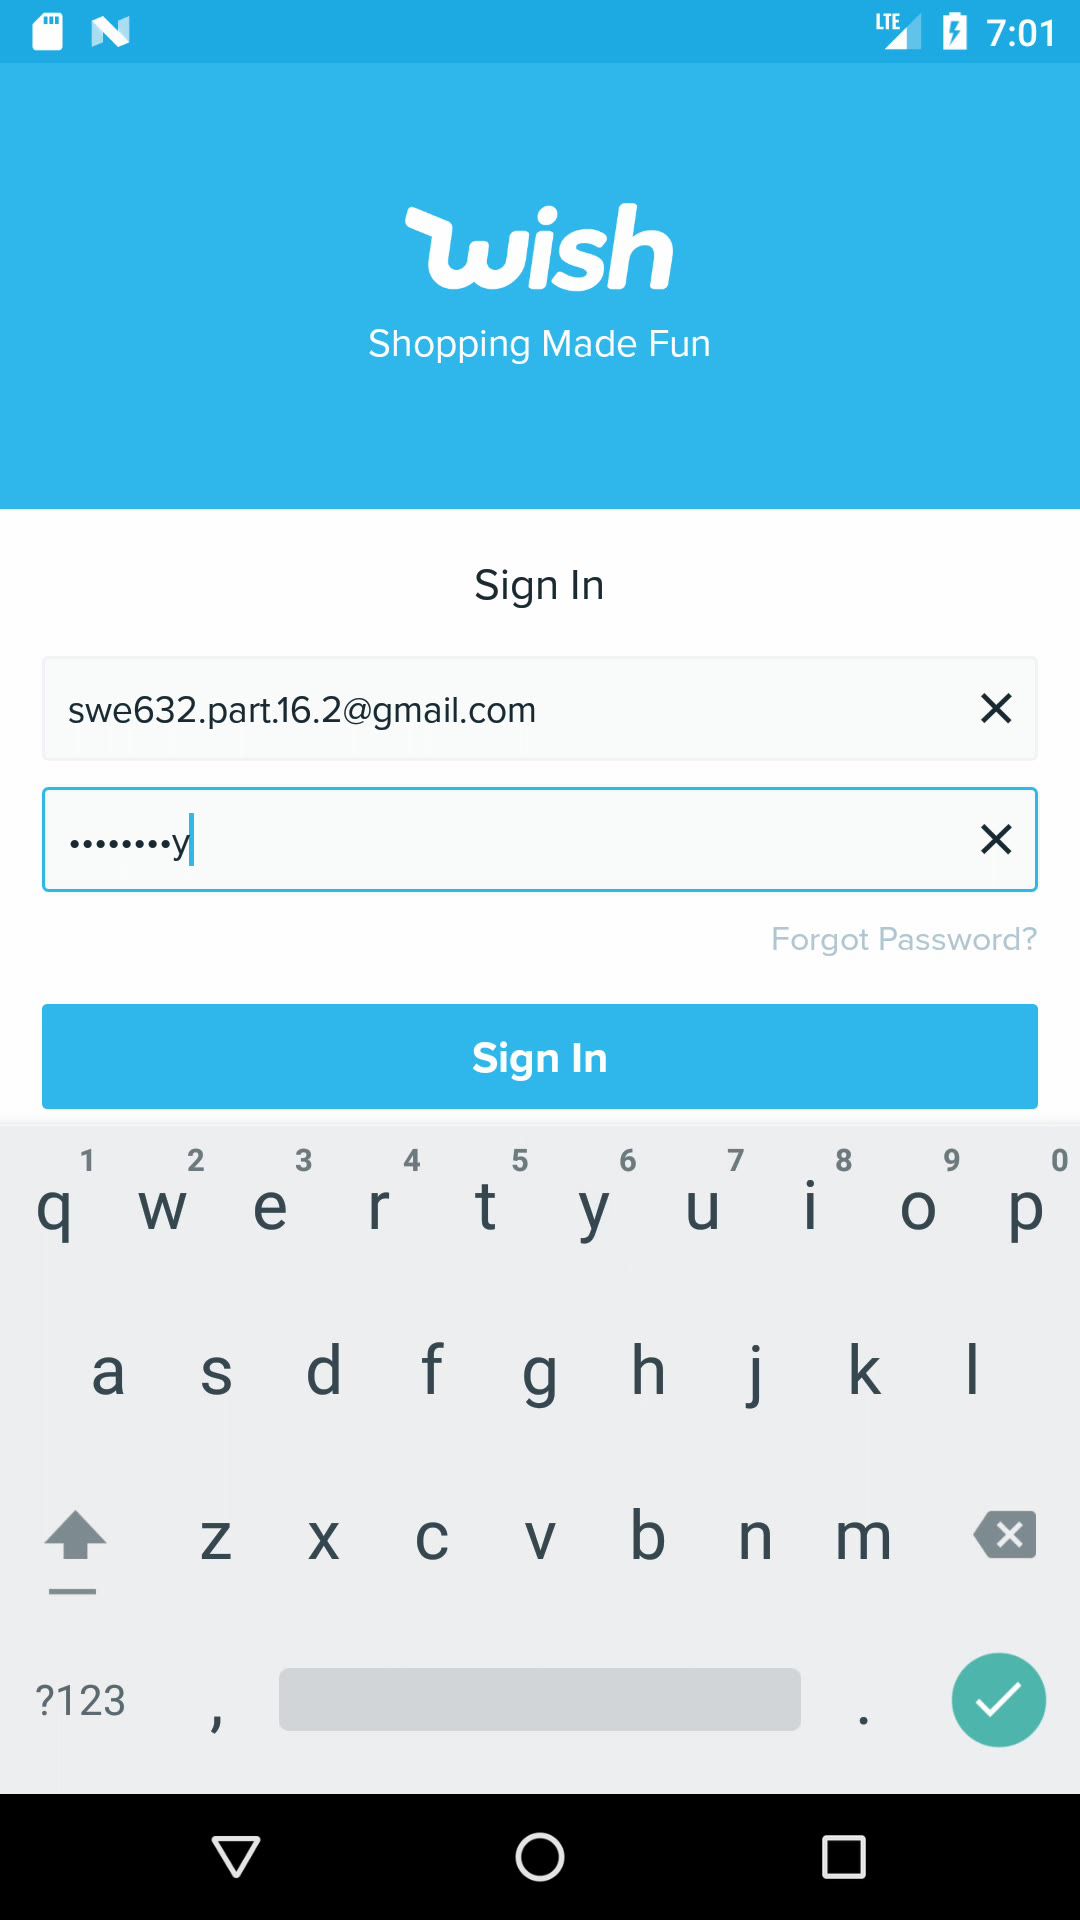 LTE 7:01
wish
Shopping Made Fun
Sign In
swe632.part.16.2@gmail.com
••••••••y
Forgot Password?
Sign In
1 2 3 4 5 6 7 8 9 0
q w e r t y u i o p
a s d f g h j k l
z x c v b n m
?123 , .